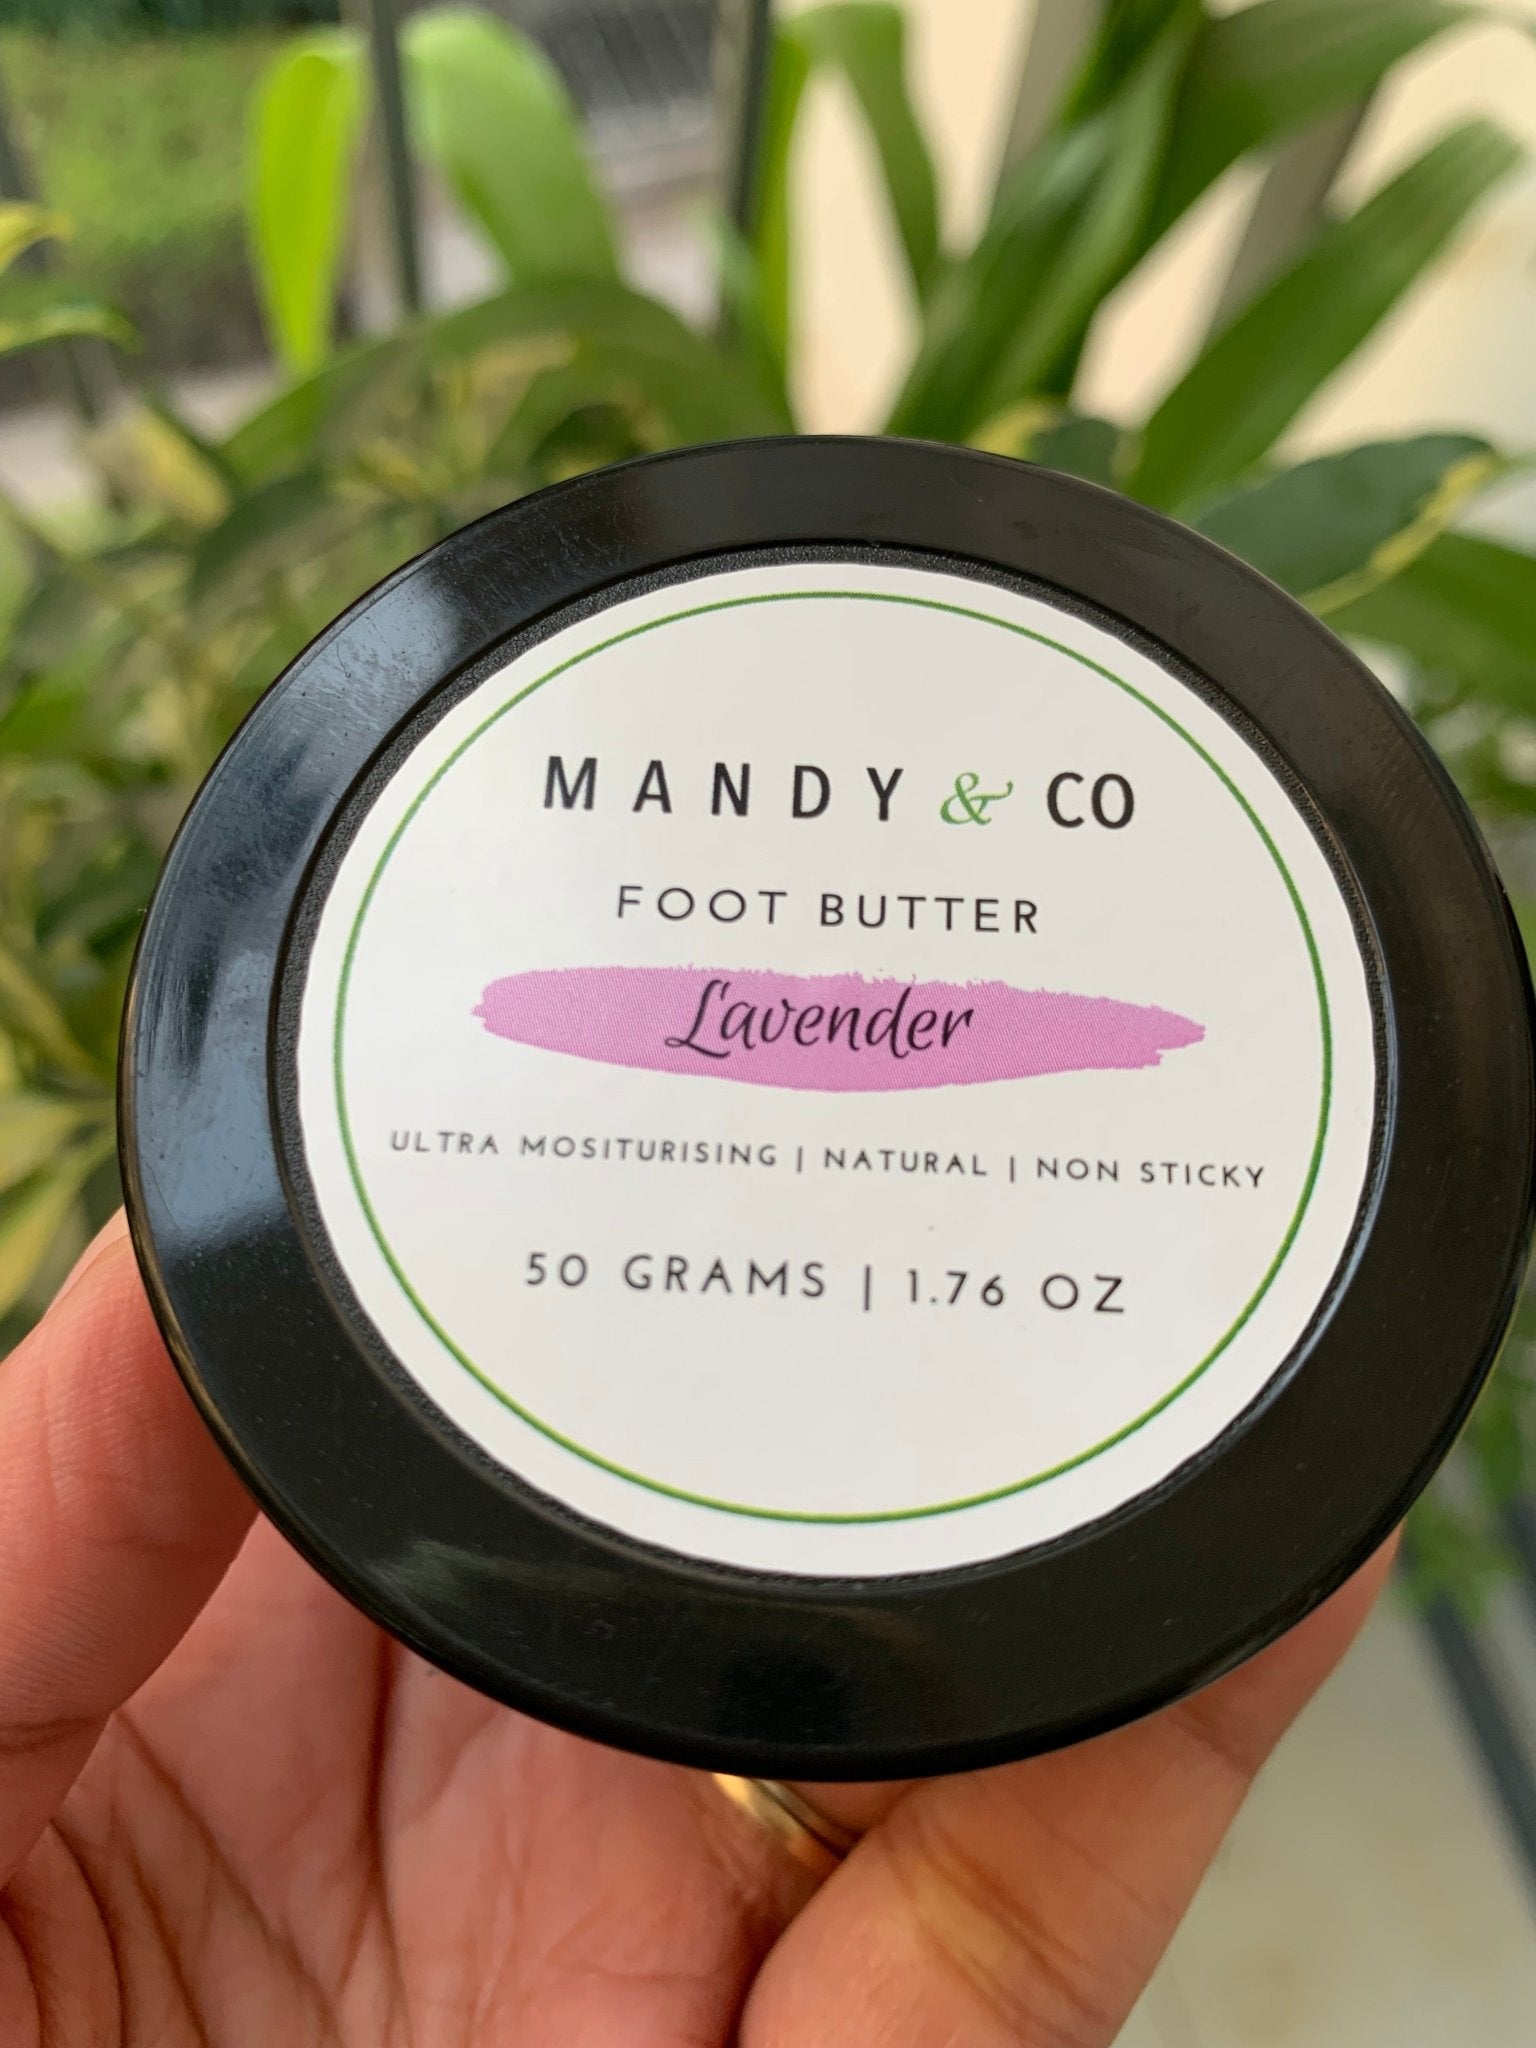 MANDY & CO
FOOT BUTTER
Lavender
ULTRA MOSITURISING | NATURAL | NON STICKY
50 GRAMS | 1.76 OZ